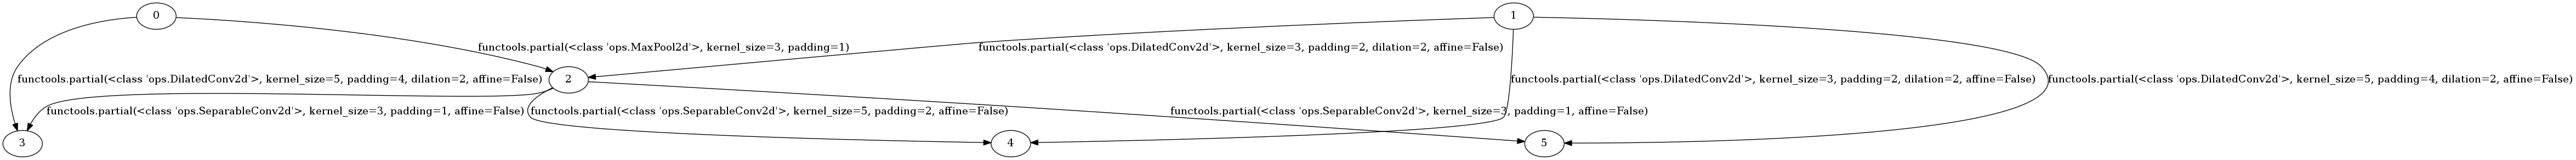 0
1
functools.partial(<class 'ops.MaxPool2d'>, kernel_size=3, padding=1)
functools.partial(<class 'ops.DilatedConv2d'>, kernel_size=3, padding=2, dilation=2, affine=False)
functools.partial(<class 'ops.DilatedConv2d'>, kernel_size=5, padding=4, dilation=2, affine=False)
2
functools.partial(<class 'ops.DilatedConv2d'>, kernel_size=3, padding=2, dilation=2, affine=False)
functools.partial(<class 'ops.DilatedConv2d'>, kernel_size=5, padding=4, dilation=2, affine=False)
functools.partial(<class 'ops.SeparableConv2d'>, kernel_size=3, padding=1, affine=False)
functools.partial(<class 'ops.SeparableConv2d'>, kernel_size=5, padding=2, affine=False)
functools.partial(<class 'ops.SeparableConv2d'>, kernel_size=3, padding=1, affine=False)
3
4
5